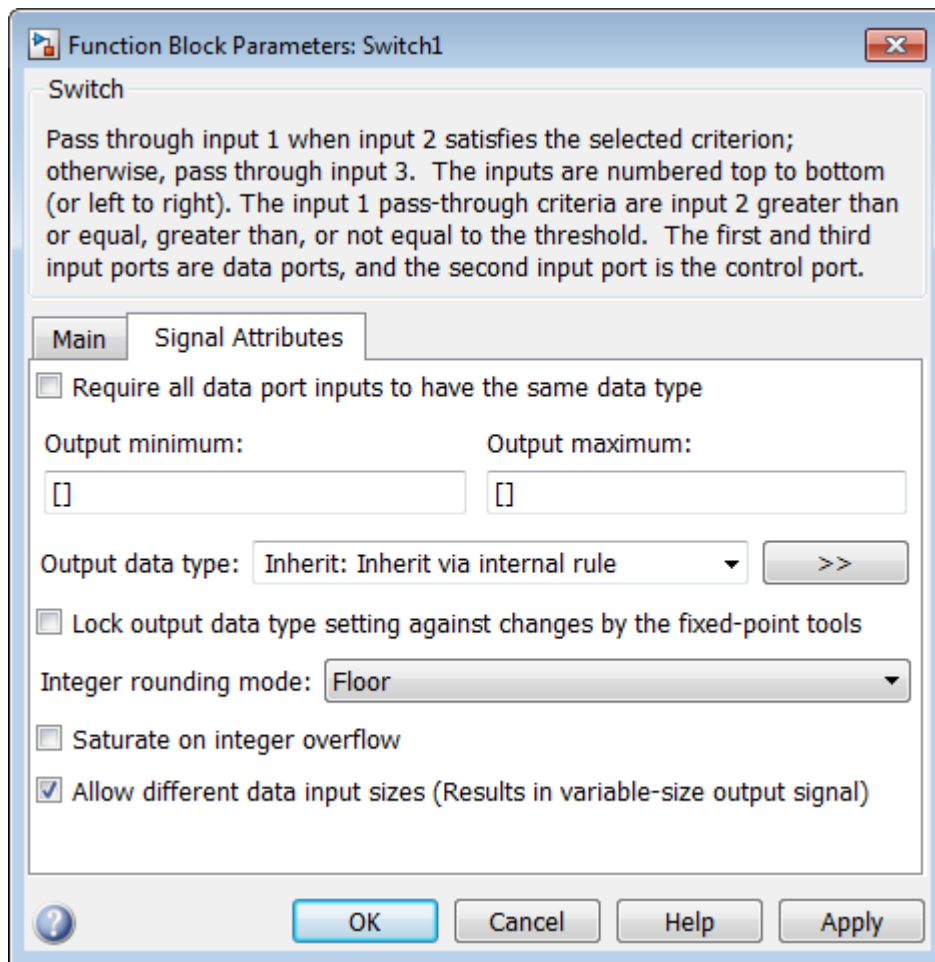 Function Block Parameters: Switch1
Switch
Pass through input 1 when input 2 satisfies the selected criterion;
otherwise, pass through input 3.  The inputs are numbered top to bottom
(or left to right). The input 1 pass-through criteria are input 2 greater than
or equal, greater than, or not equal to the threshold.  The first and third
input ports are data ports, and the second input port is the control port.
Main
Signal Attributes
Require all data port inputs to have the same data type
Output minimum:
Output maximum:
[]
[]
Output data type: Inherit: Inherit via internal rule >>
Lock output data type setting against changes by the fixed-point tools
Integer rounding mode: Floor
Saturate on integer overflow
Allow different data input sizes (Results in variable-size output signal)
? OK Cancel Help Apply